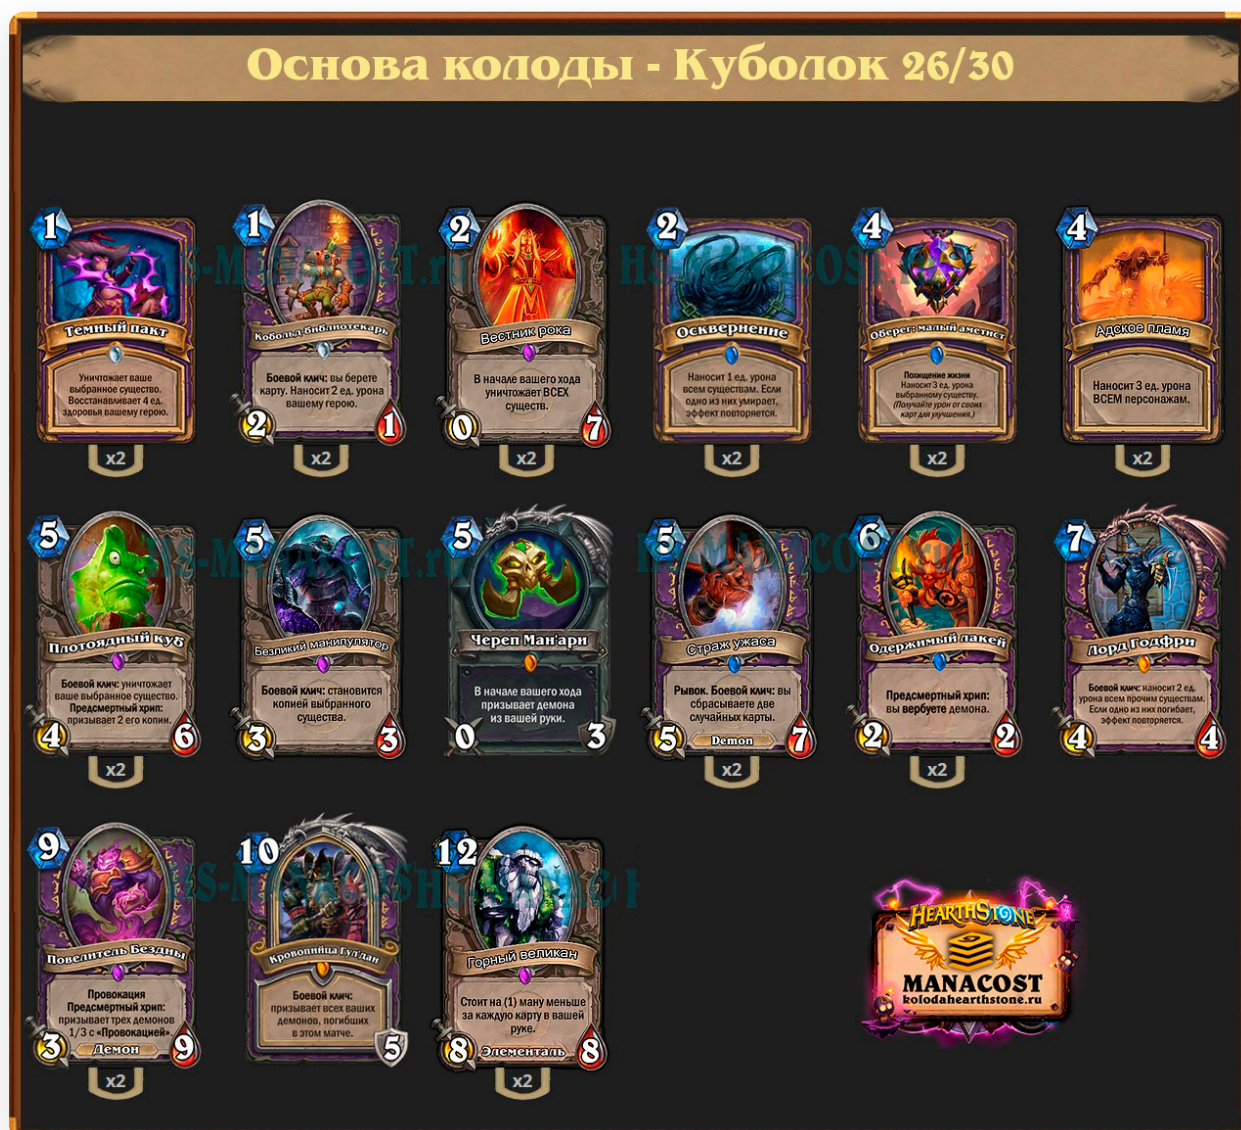 Основа колоды - Куболок 26/30
1
Темный пакт
Уничтожает ваше
выбранное существо.
Восстанавливает 4 ед.
здоровья вашему герою.
x2
1
Кобольд-библиотекарь
Боевой клич: вы берете
карту. Наносит 2 ед. урона
вашему герою.
2
1
x2
2
Вестник рока
В начале вашего хода
уничтожает ВСЕХ
существ.
0
7
x2
2
Осквернение
Наносит 1 ед. урона
всем существам. Если
одно из них умирает,
эффект повторяется.
x2
4
Оберег: малый аметист
Похищение жизни
Наносит 3 ед. урона
выбранному существу.
(Получайте урон от своих
карт для улучшения.)
x2
4
Адское пламя
Наносит 3 ед. урона
ВСЕМ персонажам.
x2
HS-MANACOST.ru
5
Плотоядный куб
Боевой клич: уничтожает
ваше выбранное существо.
Предсмертный хрип:
призывает 2 его копии.
4
6
x2
5
Безликий манипулятор
Боевой клич: становится
копией выбранного
существа.
3
3
5
Череп Ман'ари
В начале вашего хода
призывает демона
из вашей руки.
0
3
5
Страж ужаса
Рывок. Боевой клич: вы
сбрасываете две
случайных карты.
5
Demon
7
x2
6
Одержимый лакей
Предсмертный хрип:
вы вербуете демона.
2
2
x2
7
Лорд Годфри
Боевой клич: наносит 2 ед.
урона всем прочим существам.
Если одно из них погибает,
эффект повторяется.
4
4
9
Повелитель Бездны
Провокация
Предсмертный хрип:
призывает трех демонов
1/3 с «Провокацией».
3
Демон
9
x2
10
Кровопийца Гул'дан
Боевой клич:
призывает всех ваших
демонов, погибших
в этом матче.
5
12
Горный великан
Стоит на (1) ману меньше
за каждую карту в вашей
руке.
8
Элементаль
8
x2
HEARTHSTONE
MANACOST
kolodahearthstone.ru